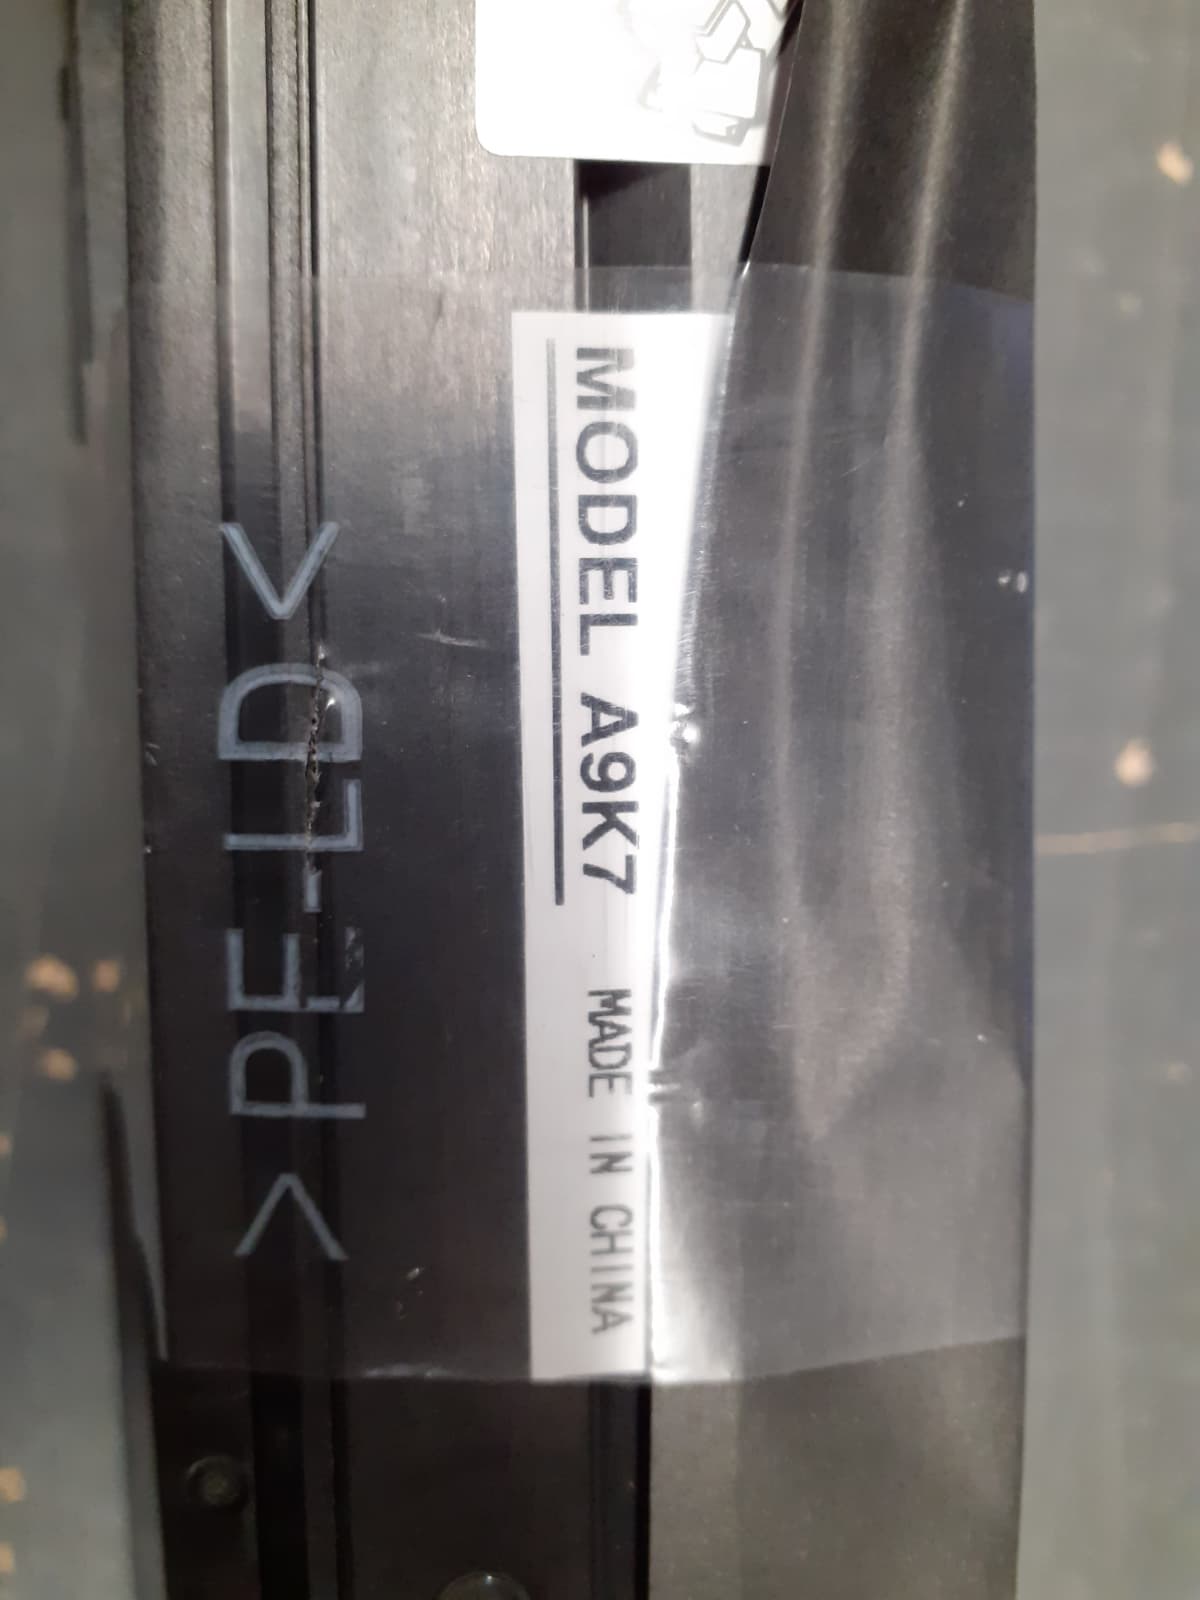 MODEL A9K7 MADE IN CHINA
>PE-LD<